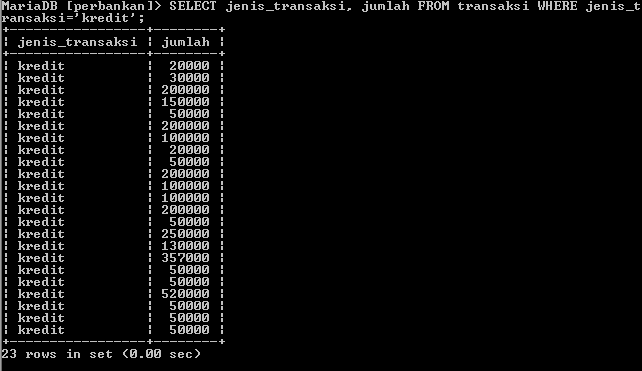 MariaDB [perbankan]> SELECT jenis_transaksi, jumlah FROM transaksi WHERE jenis_t
ransaksi='kredit';
+-----------------+--------+
¦ jenis_transaksi ¦ jumlah ¦
+-----------------+--------+
¦ kredit          ¦  20000 ¦
¦ kredit          ¦  30000 ¦
¦ kredit          ¦ 200000 ¦
¦ kredit          ¦ 150000 ¦
¦ kredit          ¦  50000 ¦
¦ kredit          ¦ 200000 ¦
¦ kredit          ¦ 100000 ¦
¦ kredit          ¦  20000 ¦
¦ kredit          ¦  50000 ¦
¦ kredit          ¦ 200000 ¦
¦ kredit          ¦ 100000 ¦
¦ kredit          ¦ 100000 ¦
¦ kredit          ¦ 200000 ¦
¦ kredit          ¦  50000 ¦
¦ kredit          ¦ 250000 ¦
¦ kredit          ¦ 130000 ¦
¦ kredit          ¦ 357000 ¦
¦ kredit          ¦  50000 ¦
¦ kredit          ¦  50000 ¦
¦ kredit          ¦ 520000 ¦
¦ kredit          ¦  50000 ¦
¦ kredit          ¦  50000 ¦
¦ kredit          ¦  50000 ¦
+-----------------+--------+
23 rows in set (0.00 sec)